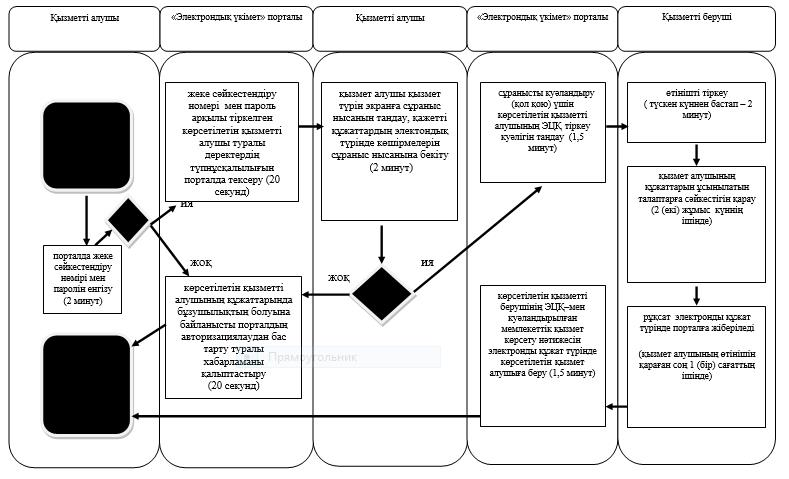 Қызметті алушы
«Электрондық үкімет» порталы
Қызметті алушы
«Электрондық үкімет» порталы
Қызметті беруші
порталда жеке
сәйкестендіру
нөмірі мен
паролін енгізу
(2 минут)
жеке сәйкестендіру
номері мен пароль
арқылы тіркелген
көрсетілетін қызметті
алушы туралы
деректердің
түпнұсқалылығын
порталда тексеру (20
секунд)
ия
жоқ
көрсетілетін қызметті
алушының құжаттарында
бұзушылықтың болуына
байланисты порталдың
авторизациялаудан бас
тарту туралы
хабарламаны
қалыптастыру
(20 секунд)
қызмет алушы қызмет
түрін экранға сұраныс
нысанын таңдау, қажетті
құжаттардың электондық
түрінде көшірмелерін
сұраныс нысанына бекіту
(2 минут)
жоқ
ия
Прямоугольник
сұранысты куәландыру
(қол қою) үшін
көрсетілетін қызметті
алушының ЭЦҚ тіркеу
куәлігін таңдау (1,5
минут)
көрсетілетін қызметті
берушінің ЭЦҚ–мен
куәландырылған
мемлекеттік қызмет
көрсету нәтижесін
электронды құжат түрінде
көрсетілетін қызмет
алушыға беру (1,5 минут)
өтінішті тіркеу
( түскен күннен бастап – 2
минут)
қызмет алушының
құжаттарын ұсынылатын
талаптарға сәйкестігін қарау
(2 (екі) жұмыс күннің
ішінде)
рұқсат электронды құжат
түрінде порталға жіберіледі
(қызмет алушының өтінішін
қараған соң 1 (бір) сағаттың
ішінде)